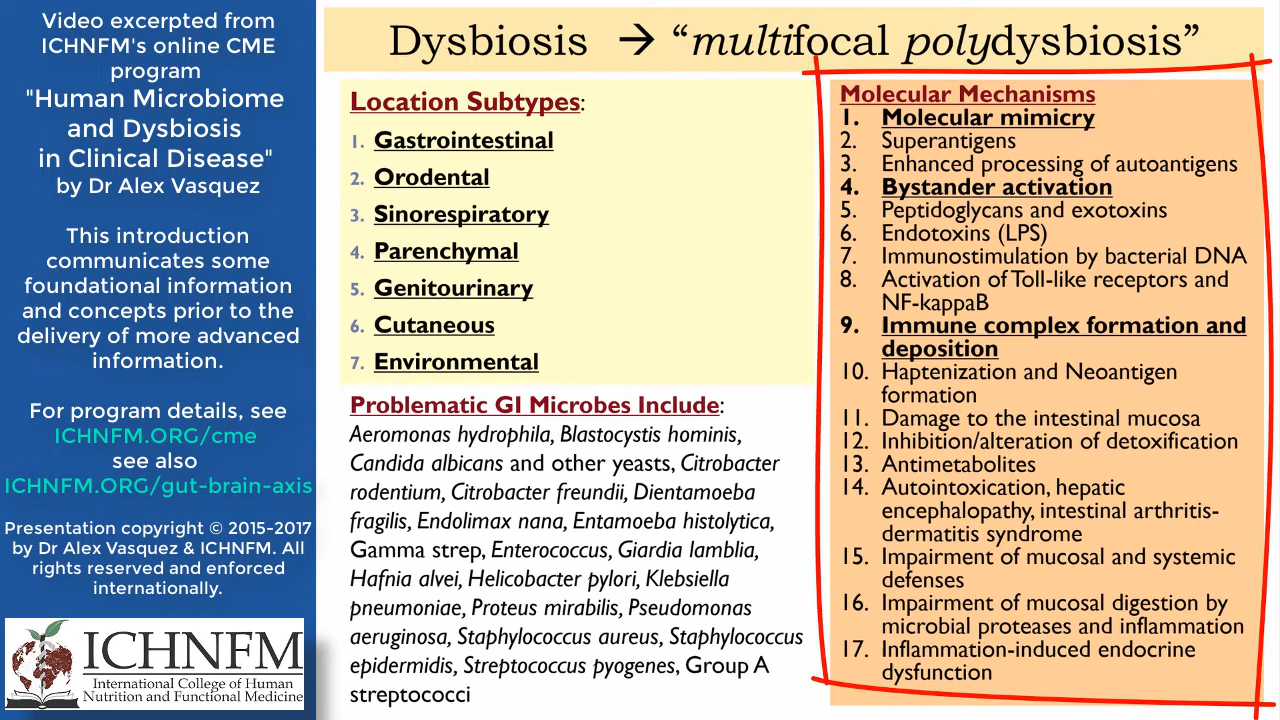 Video excerpted from
ICHNFM's online CME
program
"Human Microbiome
and Dysbiosis
in Clinical Disease"
by Dr Alex Vasquez
This introduction
communicates some
foundational information
and concepts prior to the
delivery of more advanced
information.
For program details, see
ICHNFM.ORG/cme
see also
ICHNFM.ORG/gut-brain-axis
Presentation copyright © 2015-2017
by Dr Alex Vasquez & ICHNFM. All
rights reserved and enforced
internationally.
ICHNFM
International College of Human
Nutrition and Functional Medicine
Dysbiosis → “multifocal polydysbiosis”
Location Subtypes:
1. Gastrointestinal
2. Orodental
3. Sinorespiratory
4. Parenchymal
5. Genitourinary
6. Cutaneous
7. Environmental
Problematic GI Microbes Include:
Aeromonas hydrophila, Blastocystis hominis,
Candida albicans and other yeasts, Citrobacter
rodentium, Citrobacter freundii, Dientamoeba
fragilis, Endolimax nana, Entamoeba histolytica,
Gamma strep, Enterococcus, Giardia lamblia,
Hafnia alvei, Helicobacter pylori, Klebsiella
pneumoniae, Proteus mirabilis, Pseudomonas
aeruginosa, Staphylococcus aureus, Staphylococcus
epidermidis, Streptococcus pyogenes, Group A
streptococci
Molecular Mechanisms
1. Molecular mimicry
2. Superantigens
3. Enhanced processing of autoantigens
4. Bystander activation
5. Peptidoglycans and exotoxins
6. Endotoxins (LPS)
7. Immunostimulation by bacterial DNA
8. Activation of Toll-like receptors and
NF-kappaB
9. Immune complex formation and
deposition
10. Haptenization and Neoantigen
formation
11. Damage to the intestinal mucosa
12. Inhibition/alteration of detoxification
13. Antimetabolites
14. Autointoxication, hepatic
encephalopathy, intestinal arthritis-
dermatitis syndrome
15. Impairment of mucosal and systemic
defenses
16. Impairment of mucosal digestion by
microbial proteases and inflammation
17. Inflammation-induced endocrine
dysfunction